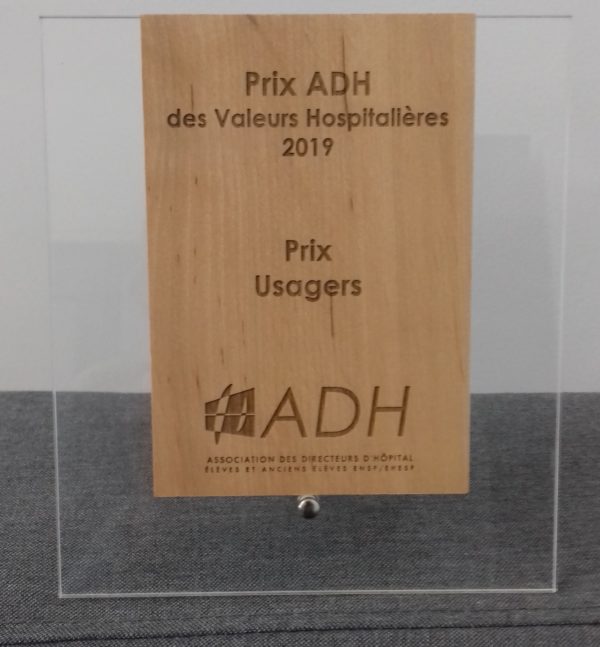 Prix ADH
des Valeurs Hospitalières
2019
Prix
Usagers
ADH
ASSOCIATION DES DIRECTEURS D'HÔPITAL
ÉLÈVES ET ANCIENS ÉLÈVES ENSP/EHESP